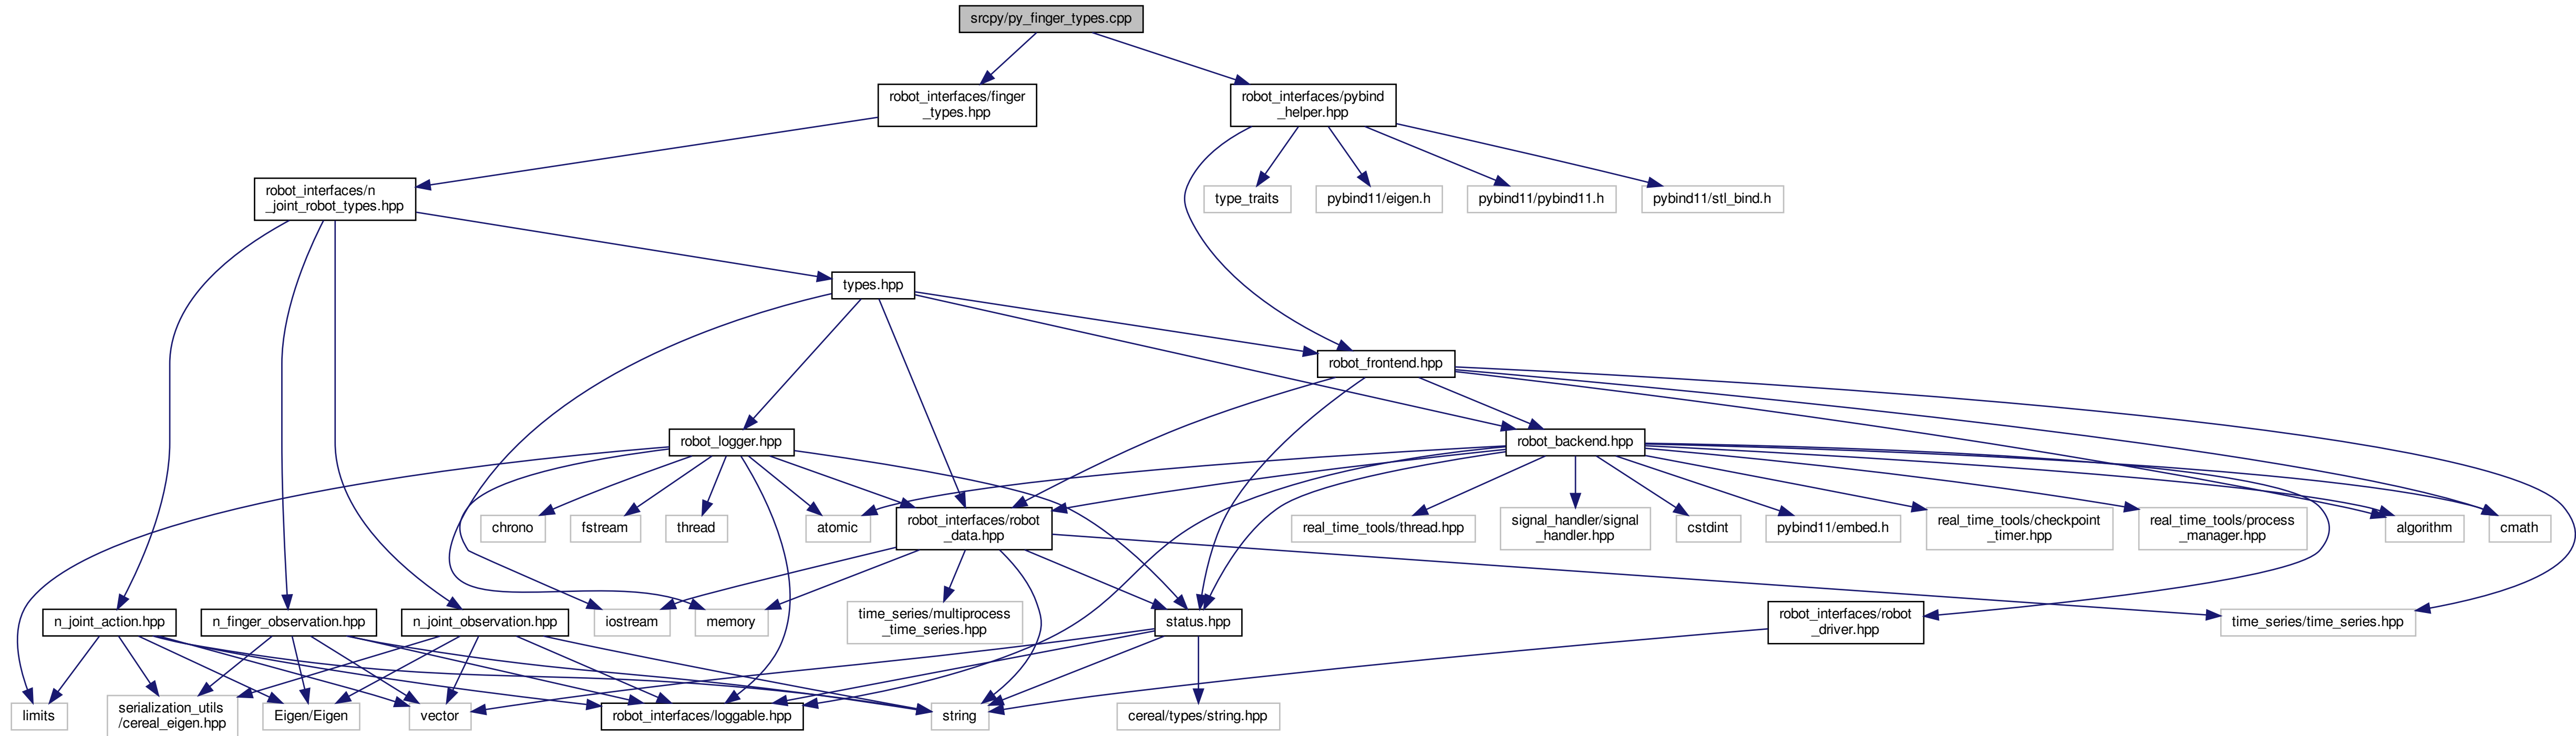 srcpy/py_finger_types.cpp
robot_interfaces/finger
_types.hpp
robot_interfaces/pybind
_helper.hpp
robot_interfaces/n
_joint_robot_types.hpp
type_traits
pybind11/eigen.h
pybind11/pybind11.h
pybind11/stl_bind.h
types.hpp
robot_frontend.hpp
robot_logger.hpp
robot_backend.hpp
chrono
fstream
thread
atomic
robot_interfaces/robot
_data.hpp
real_time_tools/thread.hpp
signal_handler/signal
_handler.hpp
cstdint
pybind11/embed.h
real_time_tools/checkpoint
_timer.hpp
real_time_tools/process
_manager.hpp
algorithm
cmath
n_joint_action.hpp
n_finger_observation.hpp
n_joint_observation.hpp
iostream
memory
time_series/multiprocess
_time_series.hpp
status.hpp
robot_interfaces/robot
_driver.hpp
time_series/time_series.hpp
limits
serialization_utils
/cereal_eigen.hpp
Eigen/Eigen
vector
robot_interfaces/loggable.hpp
string
cereal/types/string.hpp